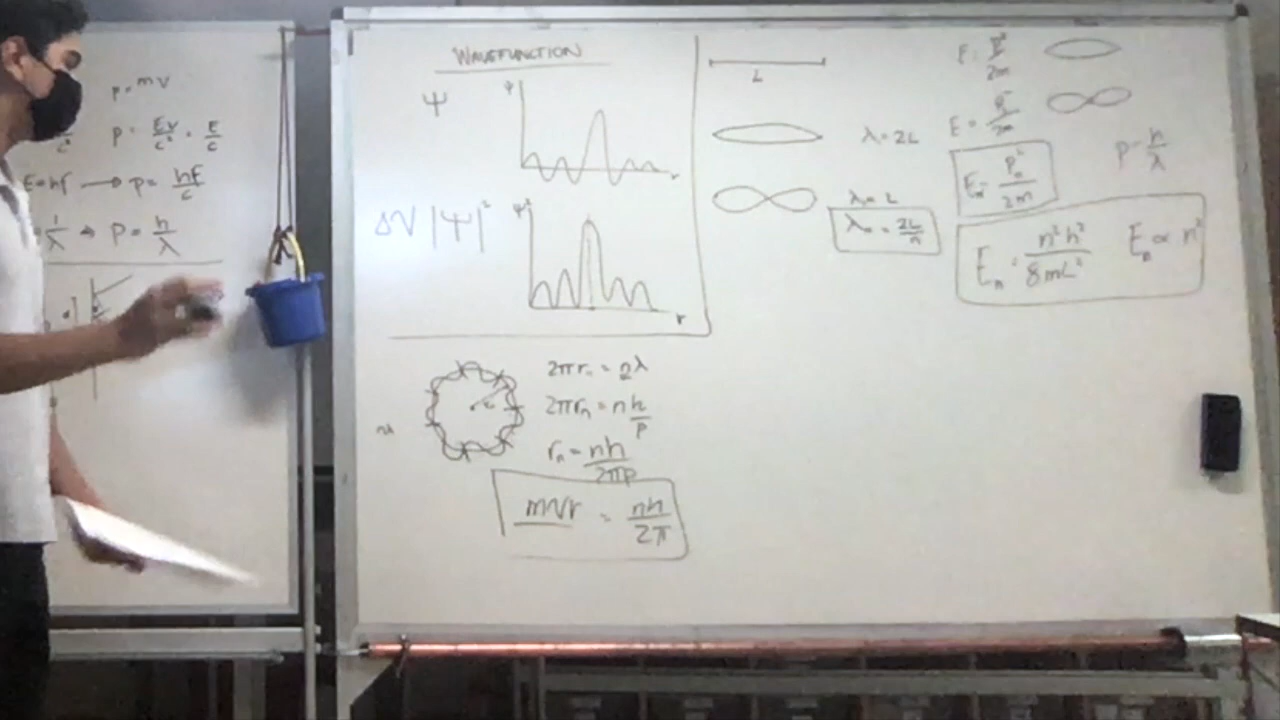 p = mv
p = Ev/c² = E/c
E = hf → p = hf/c
1/λ → p = h/λ
WAVEFUNCTION
Ψ
r
ΔV |Ψ|²
r
2πrₙ = nλ
2πrₙ = n h/p
rₙ = nh/2πp
mvr = nh/2π
L
λ = 2L
λ = L
λₙ = 2L/n
E = p²/2m
E = p²/2m
Eₙ = pₙ²/2m
p = h/λ
Eₙ = n²h²/8mL² Eₙ ∝ n²